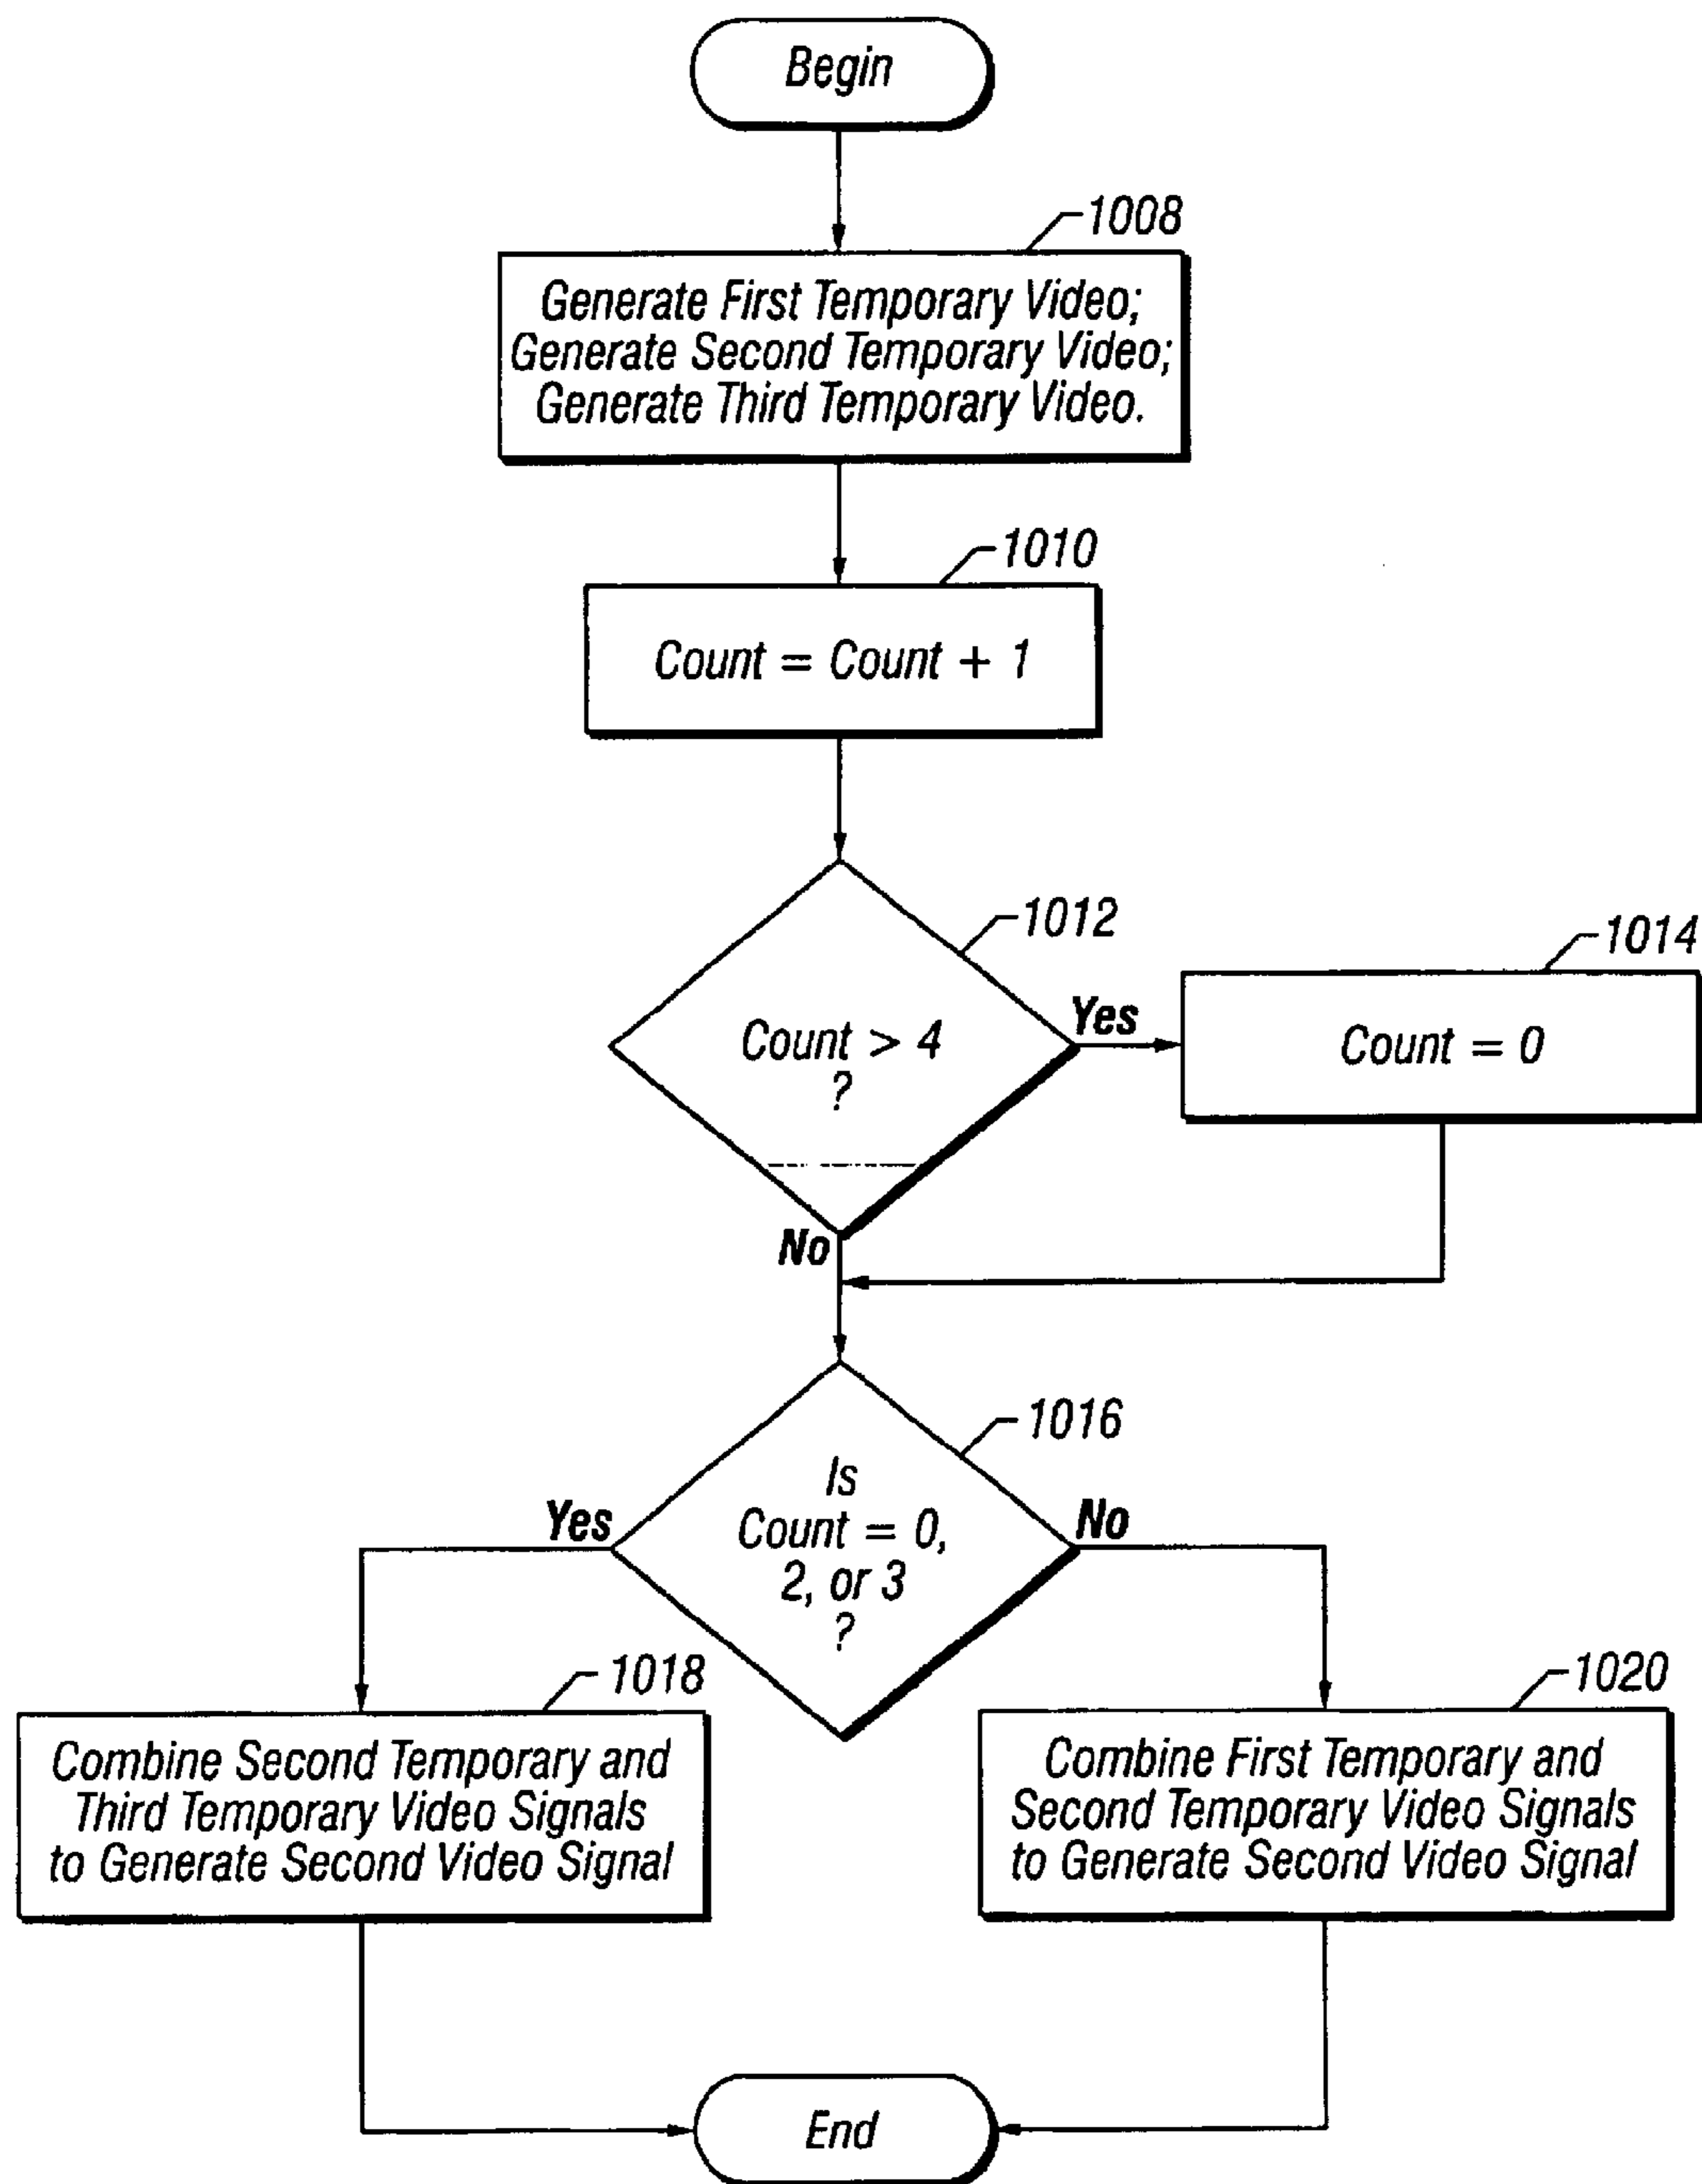 Begin
1008
Generate First Temporary Video;
Generate Second Temporary Video;
Generate Third Temporary Video.
1010
Count = Count + 1
1012
Count > 4
?
Yes
1014
Count = 0
No
1016
Is
Count = 0,
2, or 3
?
Yes
No
1018
Combine Second Temporary and
Third Temporary Video Signals
to Generate Second Video Signal
1020
Combine First Temporary and
Second Temporary Video Signals
to Generate Second Video Signal
End